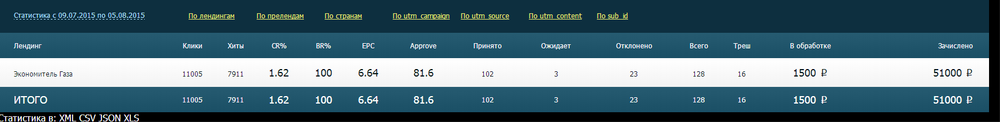 Статистика с 09.07.2015 по 05.08.2015 По лендингам По прелендам По странам По utm_campaign По utm_source По utm_content По sub_id
Лендинг Клики Хиты CR% BR% EPC Approve Принято Ожидает Отклонено Всего Треш В обработке Зачислено
Экономитель Газа 11005 7911 1.62 100 6.64 81.6 102 3 23 128 16 1500 ₽ 51000 ₽
ИТОГО 11005 7911 1.62 100 6.64 81.6 102 3 23 128 16 1500 ₽ 51000 ₽
Статистика в: XML CSV JSON XLS